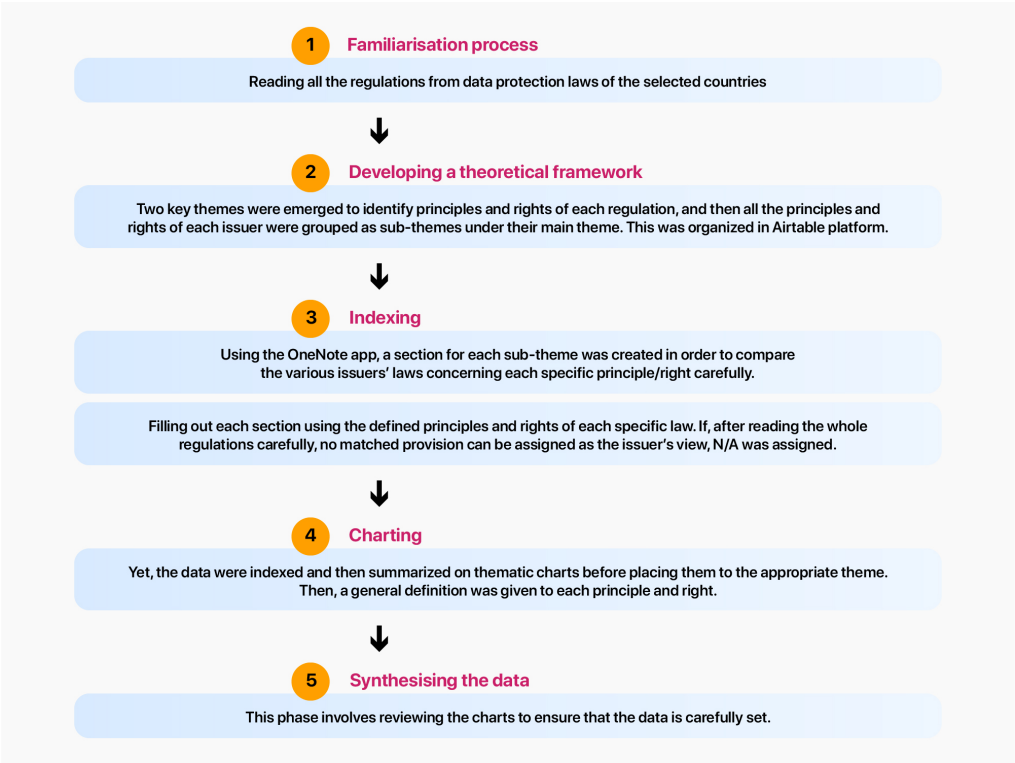 1
Familiarisation process
Reading all the regulations from data protection laws of the selected countries
2
Developing a theoretical framework
Two key themes were emerged to identify principles and rights of each regulation, and then all the principles and
rights of each issuer were grouped as sub-themes under their main theme. This was organized in Airtable platform.
3
Indexing
Using the OneNote app, a section for each sub-theme was created in order to compare
the various issuers’ laws concerning each specific principle/right carefully.
Filling out each section using the defined principles and rights of each specific law. If, after reading the whole
regulations carefully, no matched provision can be assigned as the issuer’s view, N/A was assigned.
4
Charting
Yet, the data were indexed and then summarized on thematic charts before placing them to the appropriate theme.
Then, a general definition was given to each principle and right.
5
Synthesising the data
This phase involves reviewing the charts to ensure that the data is carefully set.